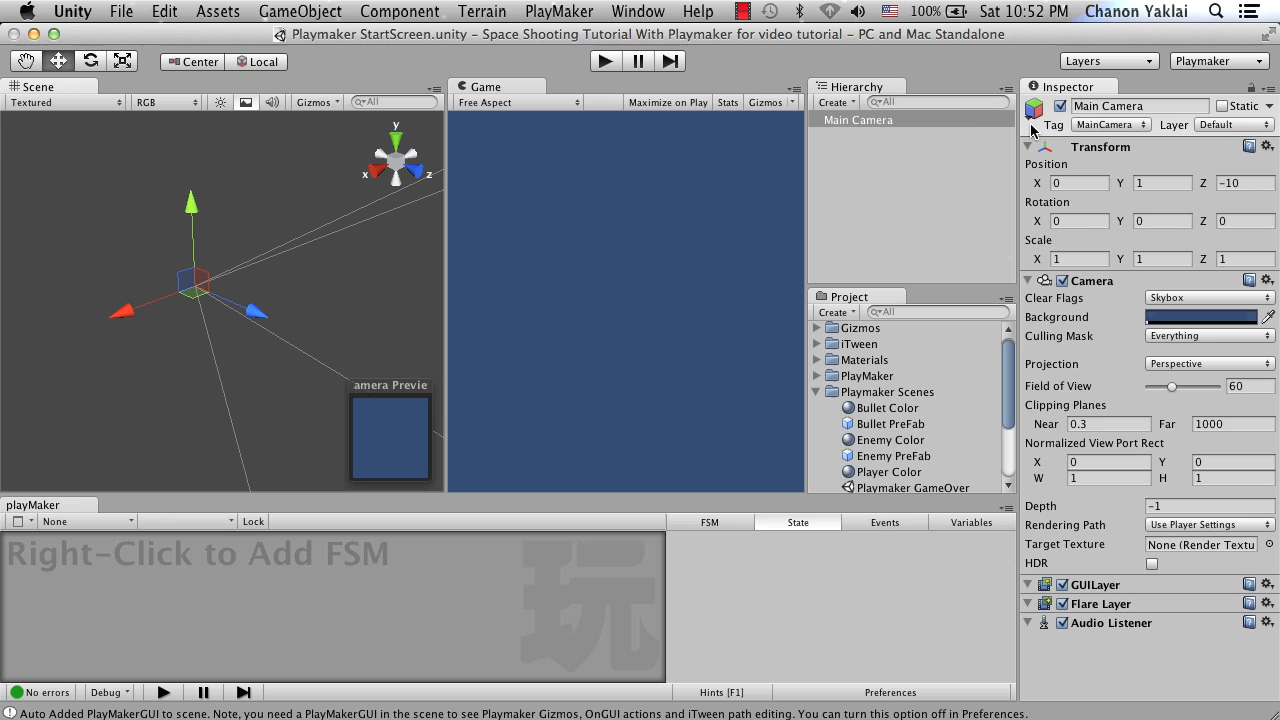 Unity File Edit Assets GameObject Component Terrain PlayMaker Window Help 100% Sat 10:52 PM Chanon Yaklai
Playmaker StartScreen.unity - Space Shooting Tutorial With Playmaker for video tutorial - PC and Mac Standalone
Center Local Layers Playmaker
Scene
Textured RGB Gizmos All
y
x z
amera Previe
Game
Free Aspect Maximize on Play Stats Gizmos
Hierarchy
Create All
Main Camera
Project
Create All
Gizmos
iTween
Materials
PlayMaker
Playmaker Scenes
Bullet Color
Bullet PreFab
Enemy Color
Enemy PreFab
Player Color
Playmaker GameOver
Inspector
Main Camera Static
Tag MainCamera Layer Default
Transform
Position
X 0 Y 1 Z -10
Rotation
X 0 Y 0 Z 0
Scale
X 1 Y 1 Z 1
Camera
Clear Flags Skybox
Background
Culling Mask Everything
Projection Perspective
Field of View 60
Clipping Planes
Near 0.3 Far 1000
Normalized View Port Rect
X 0 Y 0
W 1 H 1
Depth -1
Rendering Path Use Player Settings
Target Texture None (Render Textu
HDR
GUILayer
Flare Layer
Audio Listener
playMaker
None Lock FSM State Events Variables
Right-Click to Add FSM
玩
No errors Debug Hints [F1] Preferences
Auto Added PlayMakerGUI to scene. Note, you need a PlayMakerGUI in the scene to see Playmaker Gizmos, OnGUI actions and iTween path editing. You can turn this option off in Preferences.